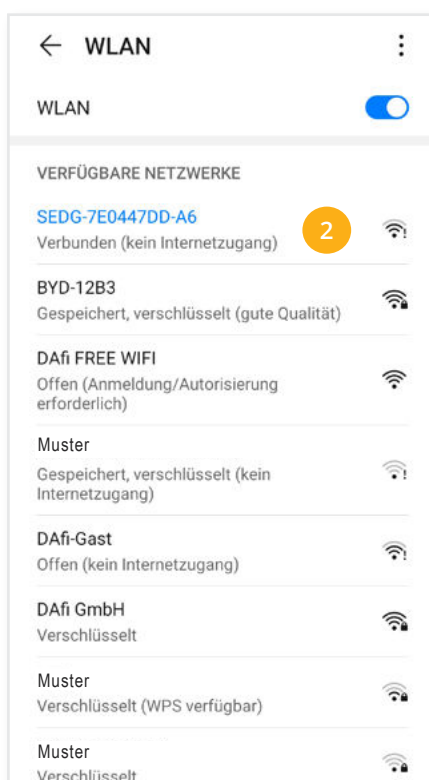 WLAN
WLAN
VERFÜGBARE NETZWERKE
SEDG-7E0447DD-A6
Verbunden (kein Internetzugang)
2
BYD-12B3
Gespeichert, verschlüsselt (gute Qualität)
DAfi FREE WIFI
Offen (Anmeldung/Autorisierung
erforderlich)
Muster
Gespeichert, verschlüsselt (kein
Internetzugang)
DAfi-Gast
Offen (kein Internetzugang)
DAfi GmbH
Verschlüsselt
Muster
Verschlüsselt (WPS verfügbar)
Muster
Verschlüsselt